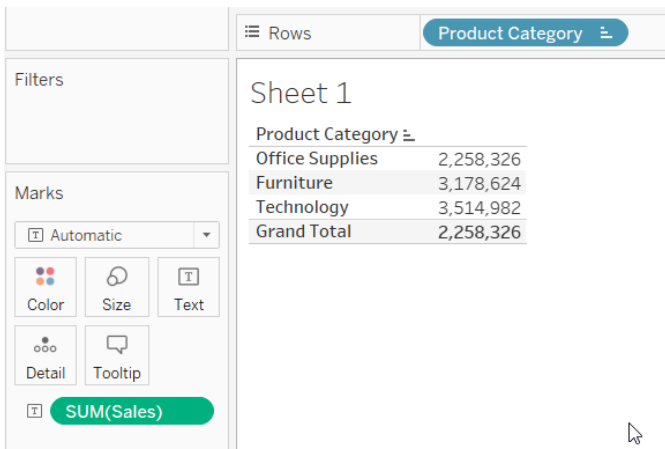 Rows
Product Category
Filters
Sheet 1
Product Category
Office Supplies 2,258,326
Furniture 3,178,624
Technology 3,514,982
Grand Total 2,258,326
Marks
T Automatic
T
Color Size Text
Detail Tooltip
T SUM(Sales)